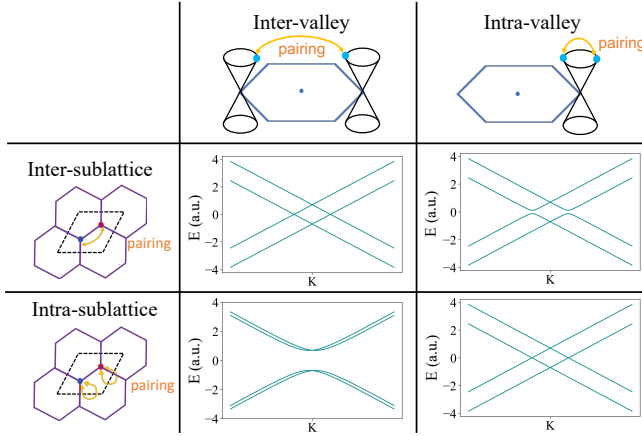 Inter-valley
Intra-valley
pairing
pairing
Inter-sublattice
pairing
E (a.u.)
4
2
0
−2
−4
K
E (a.u.)
4
2
0
−2
−4
K
Intra-sublattice
pairing
E (a.u.)
4
2
0
−2
−4
K
E (a.u.)
4
2
0
−2
−4
K